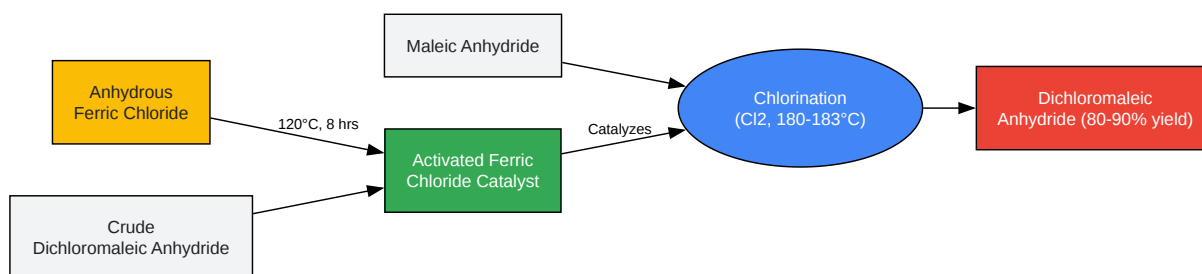 Maleic Anhydride
Anhydrous
Ferric Chloride
120°C, 8 hrs
Crude
Dichloromaleic Anhydride
Activated Ferric
Chloride Catalyst
Catalyzes
Chlorination
(Cl2, 180-183°C)
Dichloromaleic
Anhydride (80-90% yield)